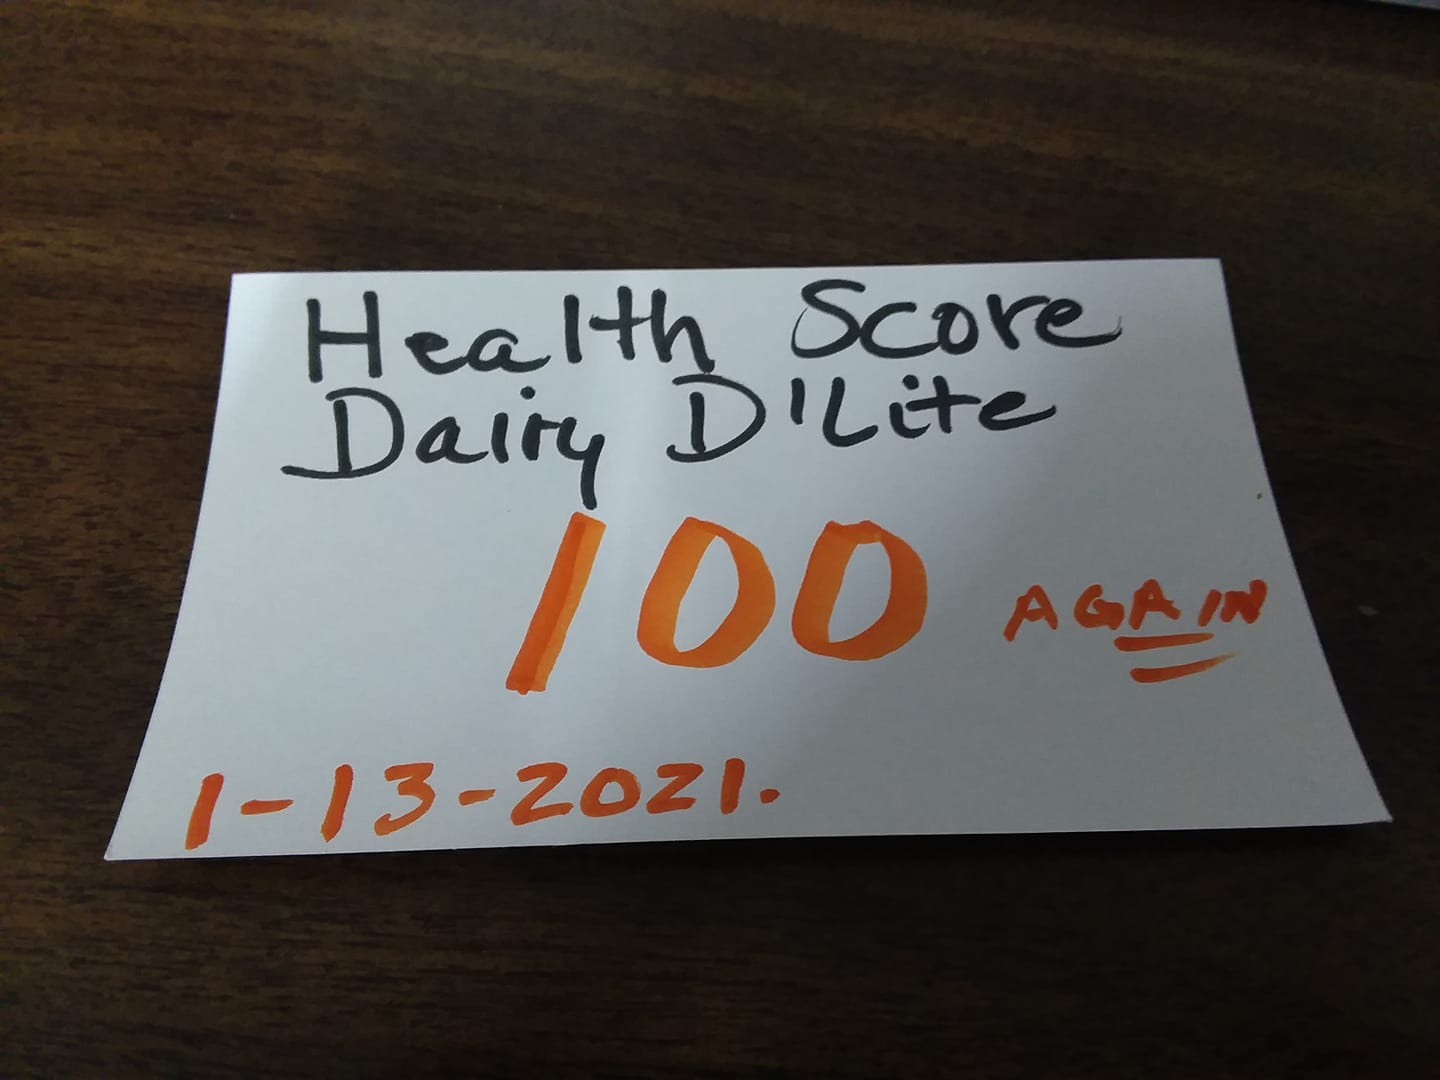 Health Score
Dairy D'Lite
100 AGAIN
1-13-2021.